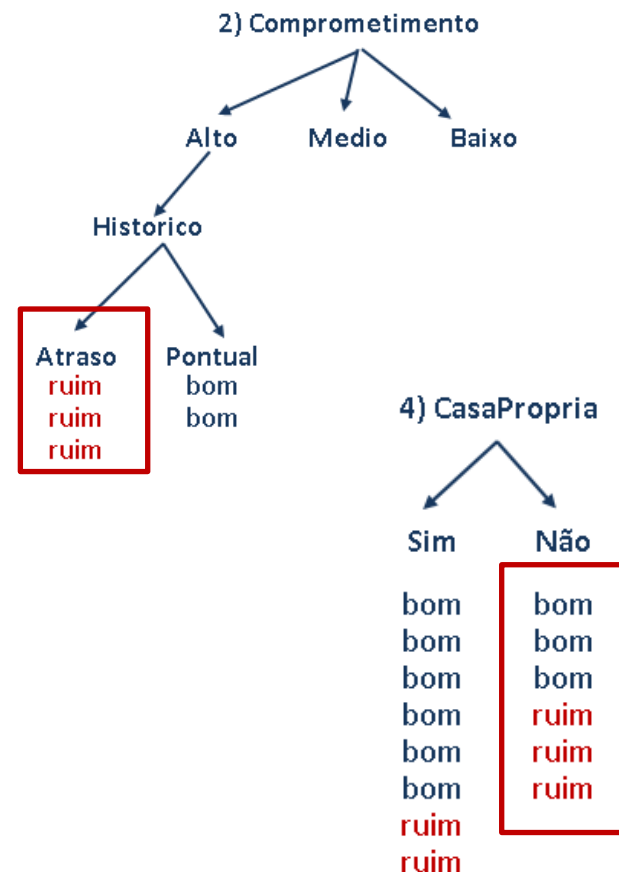 2) Comprometimento
Alto Medio Baixo
Historico
Atraso Pontual
ruim bom
ruim bom
ruim
4) CasaPropria
Sim Não
bom bom
bom bom
bom bom
bom ruim
bom ruim
bom ruim
ruim
ruim